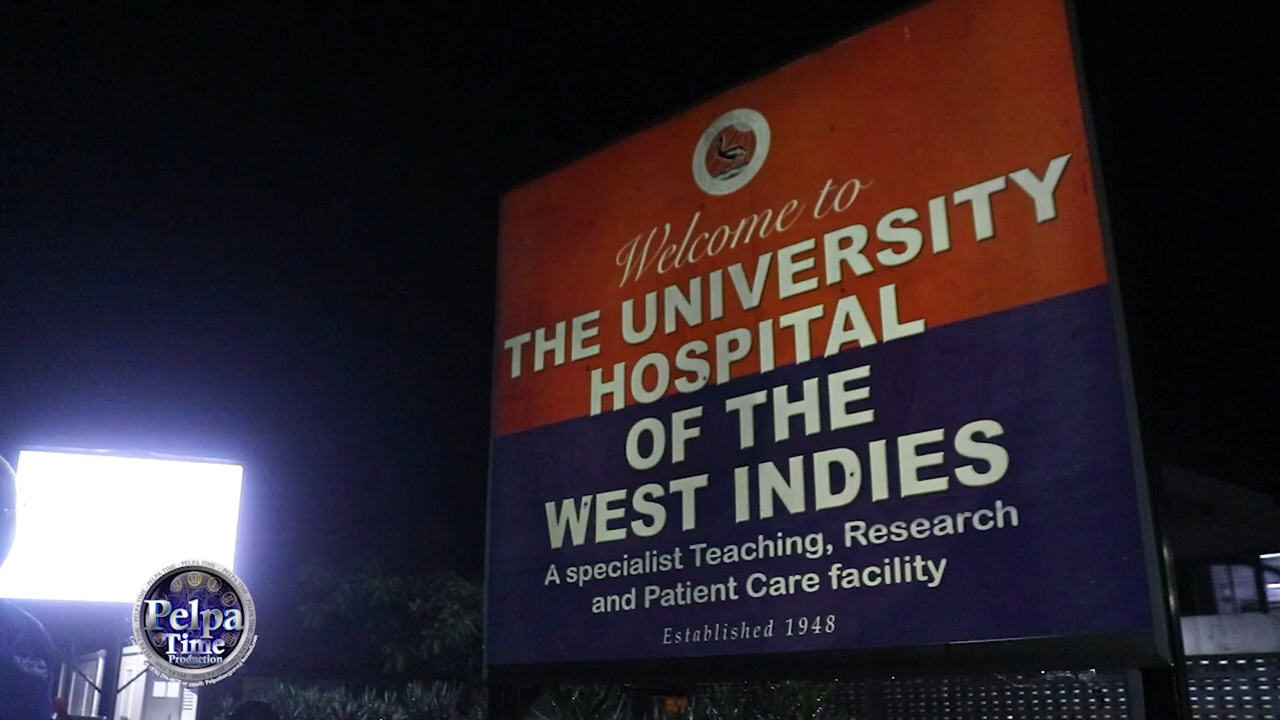 Welcome to
THE UNIVERSITY
HOSPITAL
OF THE
WEST INDIES
A specialist Teaching, Research
and Patient Care facility
Established 1948
Pelpa
Time
Production